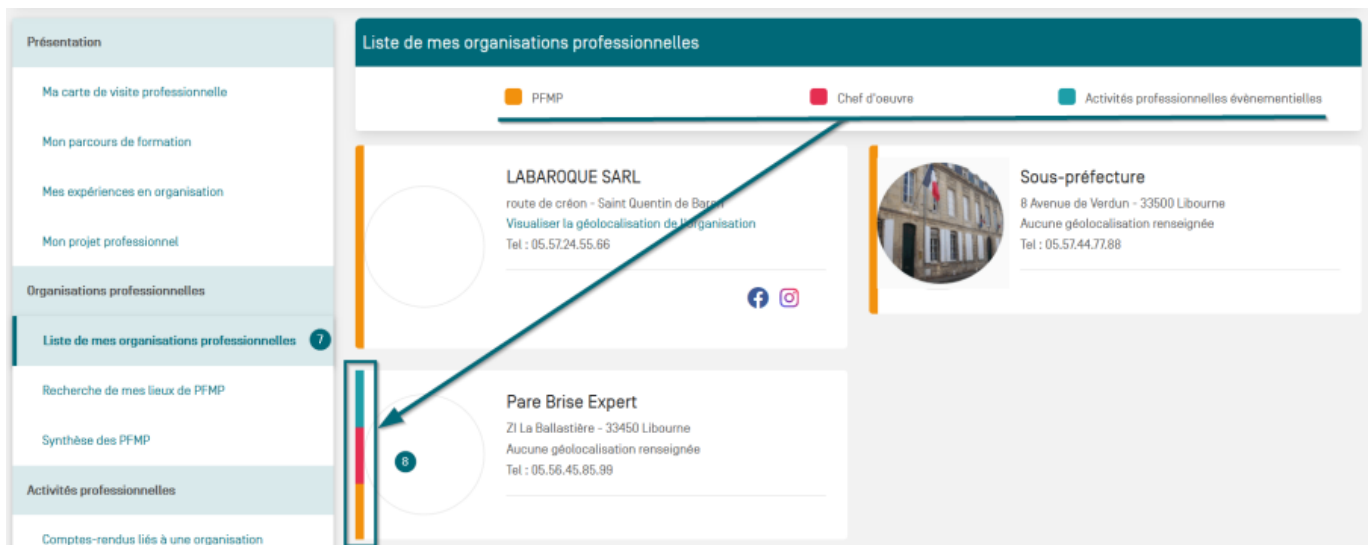 Présentation
Ma carte de visite professionnelle
Mon parcours de formation
Mes expériences en organisation
Mon projet professionnel
Organisations professionnelles
Liste de mes organisations professionnelles 7
Recherche de mes lieux de PFMP
Synthèse des PFMP
Activités professionnelles
Comptes-rendus liés à une organisation
Liste de mes organisations professionnelles
PFMP Chef d'oeuvre Activités professionnelles évènementielles
LABAROQUE SARL
route de créon - Saint Quentin de Baron
Visualiser la géolocalisation de l'organisation
Tel : 05.57.24.55.66
Sous-préfecture
8 Avenue de Verdun - 33500 Libourne
Aucune géolocalisation renseignée
Tel : 05.57.44.77.88
8
Pare Brise Expert
ZI La Ballastière - 33450 Libourne
Aucune géolocalisation renseignée
Tel : 05.56.45.85.99